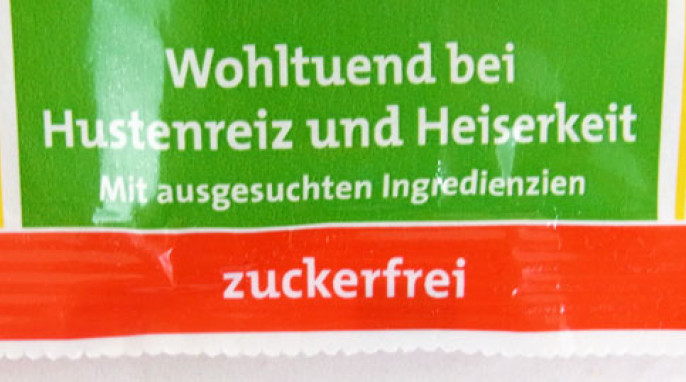 Wohltuend bei
Hustenreiz und Heiserkeit
Mit ausgesuchten Ingredienzien
zuckerfrei